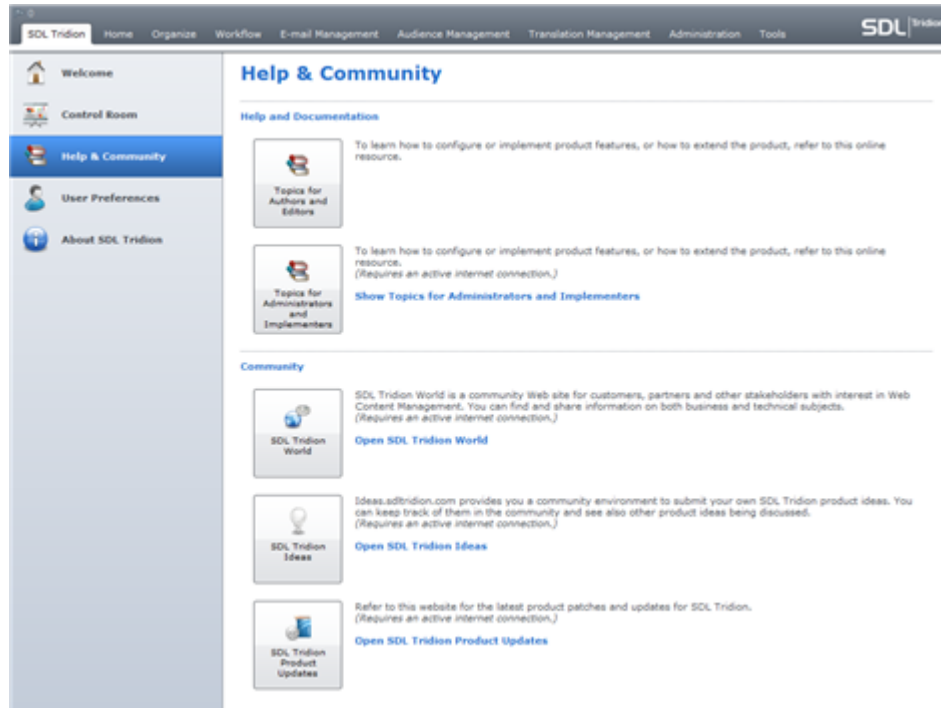 SDL Tridion Home Organize Workflow E-mail Management Audience Management Translation Management Administration Tools SDL Tridion
Welcome
Control Room
Help & Community
User Preferences
About SDL Tridion
Help & Community
Help and Documentation
Topics for
Authors and
Editors
To learn how to configure or implement product features, or how to extend the product, refer to this online
resource.
Topics for
Administrators
and
Implementers
To learn how to configure or implement product features, or how to extend the product, refer to this online
resource.
(Requires an active internet connection.)
Show Topics for Administrators and Implementers
Community
SDL Tridion
World
SDL Tridion World is a community Web site for customers, partners and other stakeholders with interest in Web
Content Management. You can find and share information on both business and technical subjects.
(Requires an active internet connection.)
Open SDL Tridion World
SDL Tridion
Ideas
Ideas.sdltridion.com provides you a community environment to submit your own SDL Tridion product ideas. You
can keep track of them in the community and see also other product ideas being discussed.
(Requires an active internet connection.)
Open SDL Tridion Ideas
SDL Tridion
Product
Updates
Refer to this website for the latest product patches and updates for SDL Tridion.
(Requires an active internet connection.)
Open SDL Tridion Product Updates